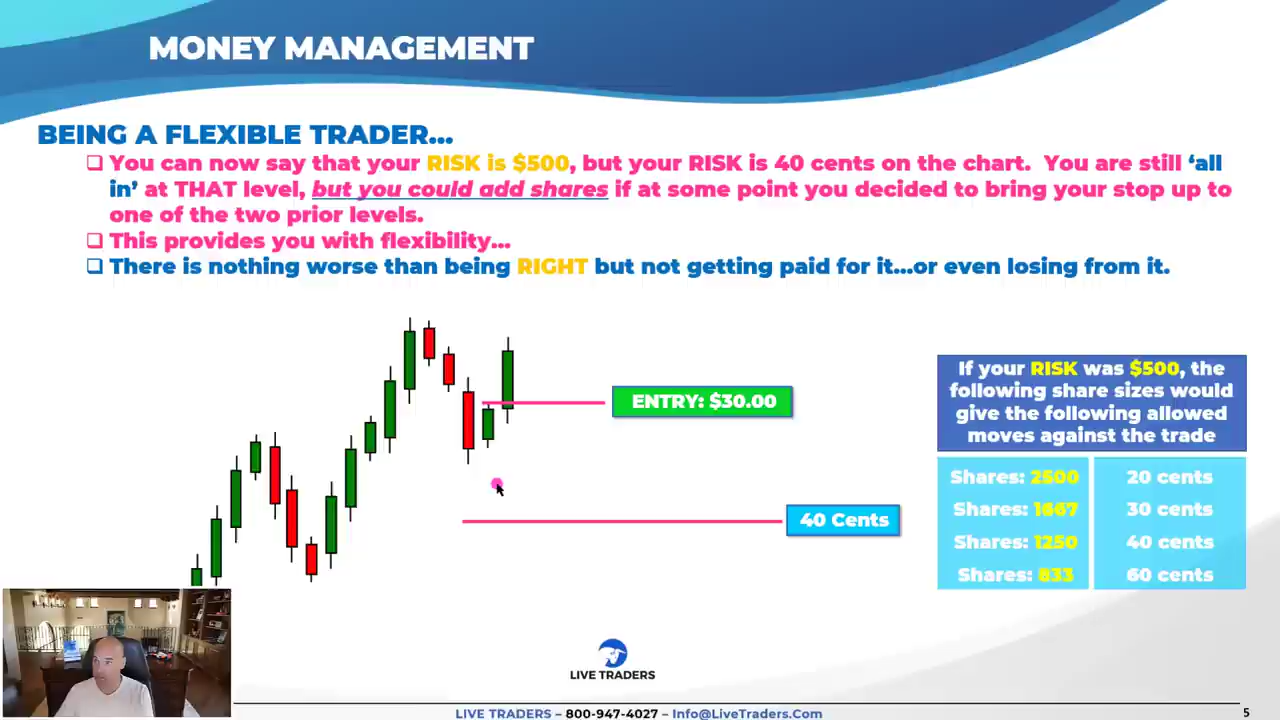 MONEY MANAGEMENT
BEING A FLEXIBLE TRADER...
❑ You can now say that your RISK is $500, but your RISK is 40 cents on the chart. You are still ‘all
in’ at THAT level, but you could add shares if at some point you decided to bring your stop up to
one of the two prior levels.
❑ This provides you with flexibility...
❑ There is nothing worse than being RIGHT but not getting paid for it...or even losing from it.
ENTRY: $30.00
40 Cents
If your RISK was $500, the
following share sizes would
give the following allowed
moves against the trade
Shares: 2500 20 cents
Shares: 1667 30 cents
Shares: 1250 40 cents
Shares: 833 60 cents
LIVE TRADERS
LIVE TRADERS – 800-947-4027 – Info@LiveTraders.Com
5